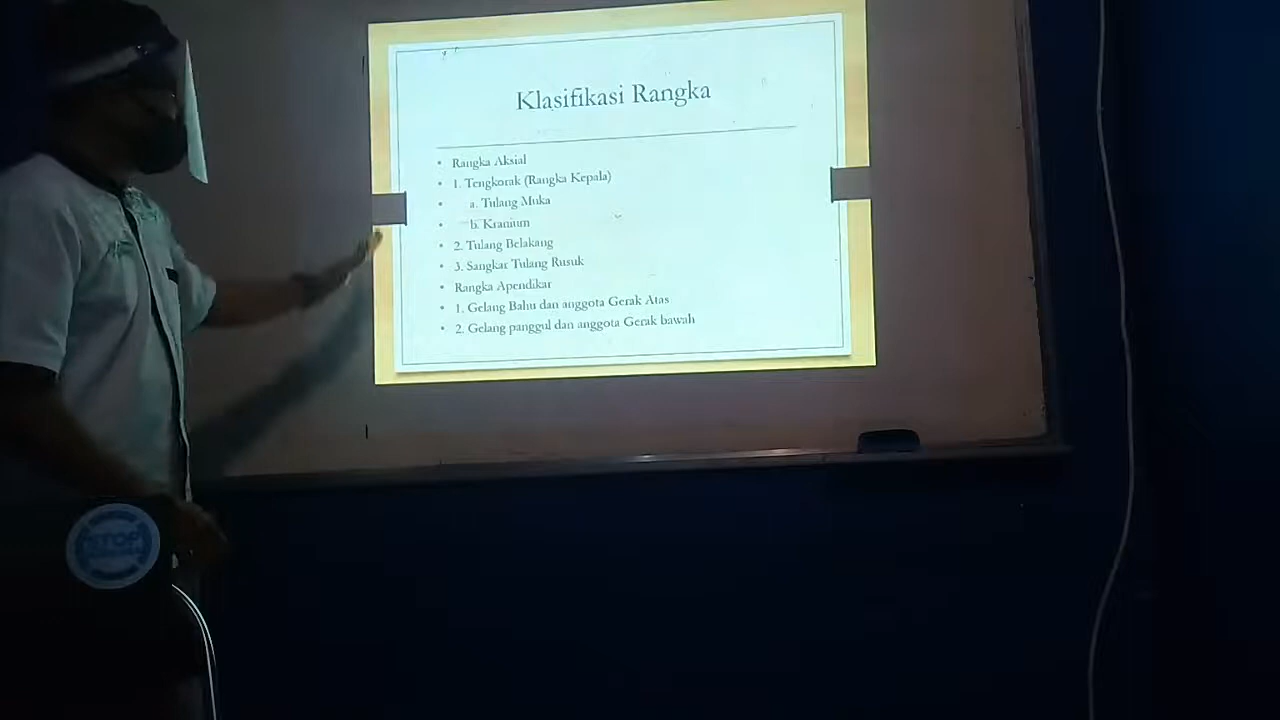 Klasifikasi Rangka
• Rangka Aksial
• 1. Tengkorak (Rangka Kepala)
• a. Tulang Muka
• b. Kranium
• 2. Tulang Belakang
• 3. Sangkar Tulang Rusuk
• Rangka Apendikar
• 1. Gelang Bahu dan anggota Gerak Atas
• 2. Gelang panggul dan anggota Gerak bawah
STOP